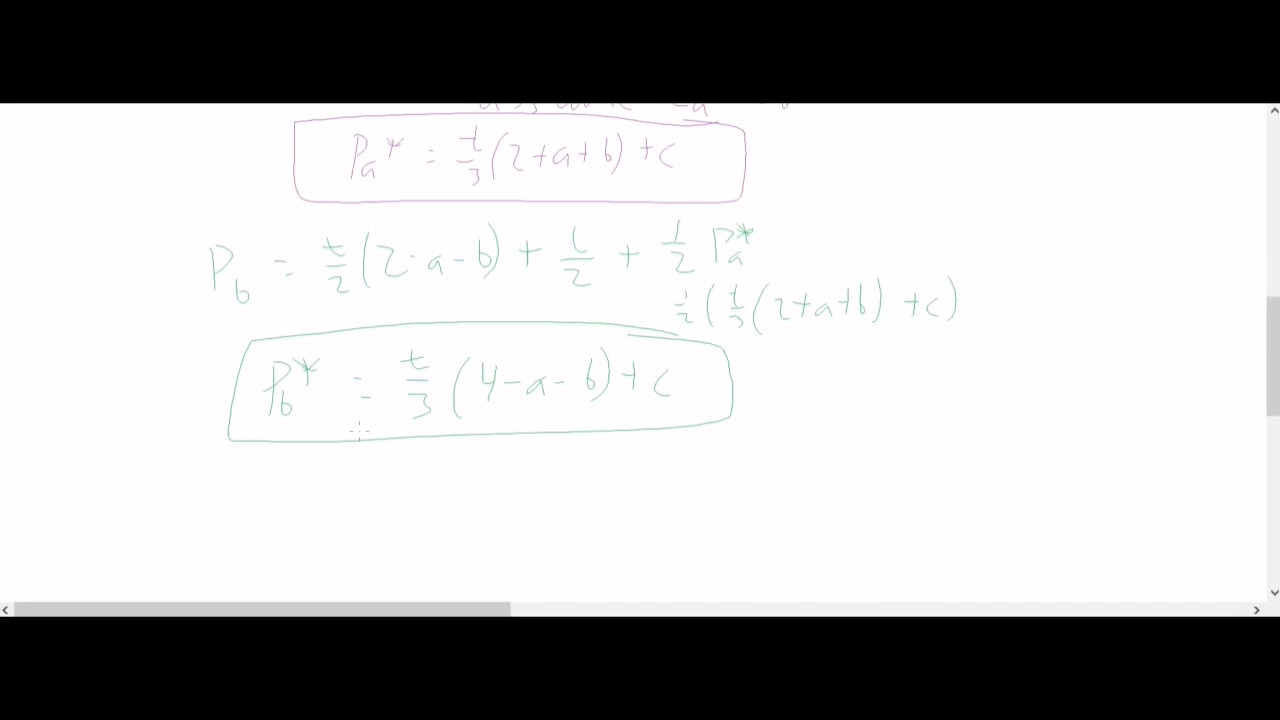 Pa* = t/3 (2+a+b) + c
Pb = t/2 (2-a-b) + c/2 + 1/2 Pa*
1/2 ( t/3 (2+a+b) + c)
Pb* = t/3 (4-a-b) + c